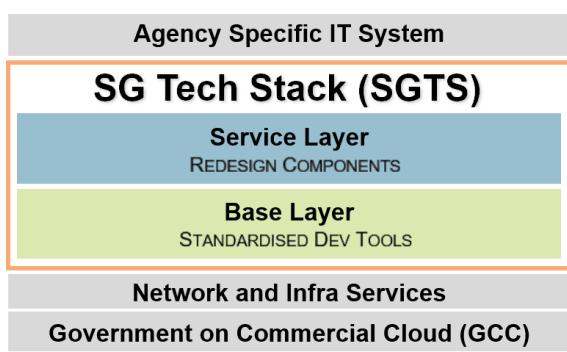 Agency Specific IT System
SG Tech Stack (SGTS)
Service Layer
REDESIGN COMPONENTS
Base Layer
STANDARDISED DEV TOOLS
Network and Infra Services
Government on Commercial Cloud (GCC)